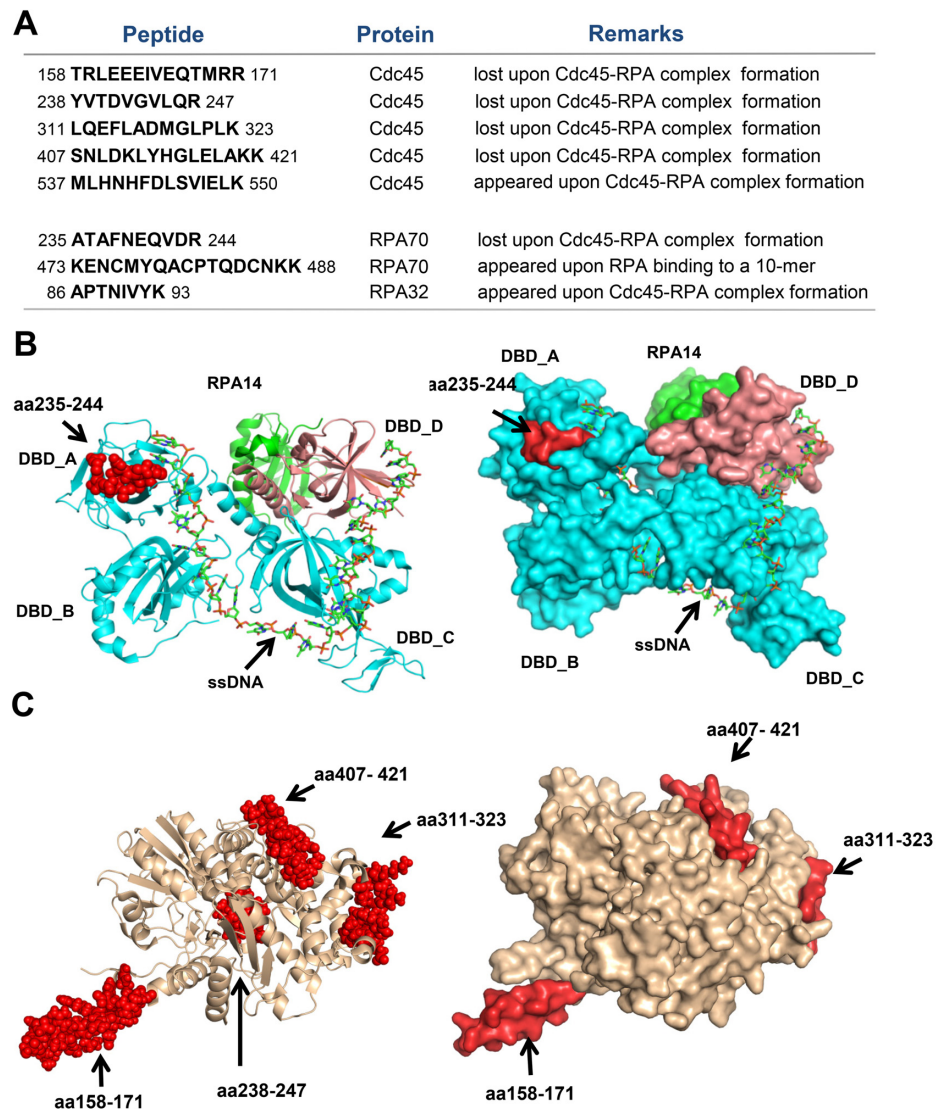 A
Peptide Protein Remarks
158 TRLEEEIVEQTMRR 171 Cdc45 lost upon Cdc45-RPA complex formation
238 YVTDVGVLQR 247 Cdc45 lost upon Cdc45-RPA complex formation
311 LQEFLADMGLPLK 323 Cdc45 lost upon Cdc45-RPA complex formation
407 SNLDKLYHGLELAKK 421 Cdc45 lost upon Cdc45-RPA complex formation
537 MLHNHFDLSVIELK 550 Cdc45 appeared upon Cdc45-RPA complex formation
235 ATAFNEQVDR 244 RPA70 lost upon Cdc45-RPA complex formation
473 KENCMYQACPTQDCNKK 488 RPA70 appeared upon RPA binding to a 10-mer
86 APTNIVYK 93 RPA32 appeared upon Cdc45-RPA complex formation
B
RPA14
aa235-244
DBD_A
DBD_D
DBD_B
DBD_C
ssDNA
DBD_A
RPA14
aa235-244
DBD_D
ssDNA
DBD_B
DBD_C
C
aa407- 421
aa311-323
aa158-171
aa238-247
aa407- 421
aa311-323
aa158-171